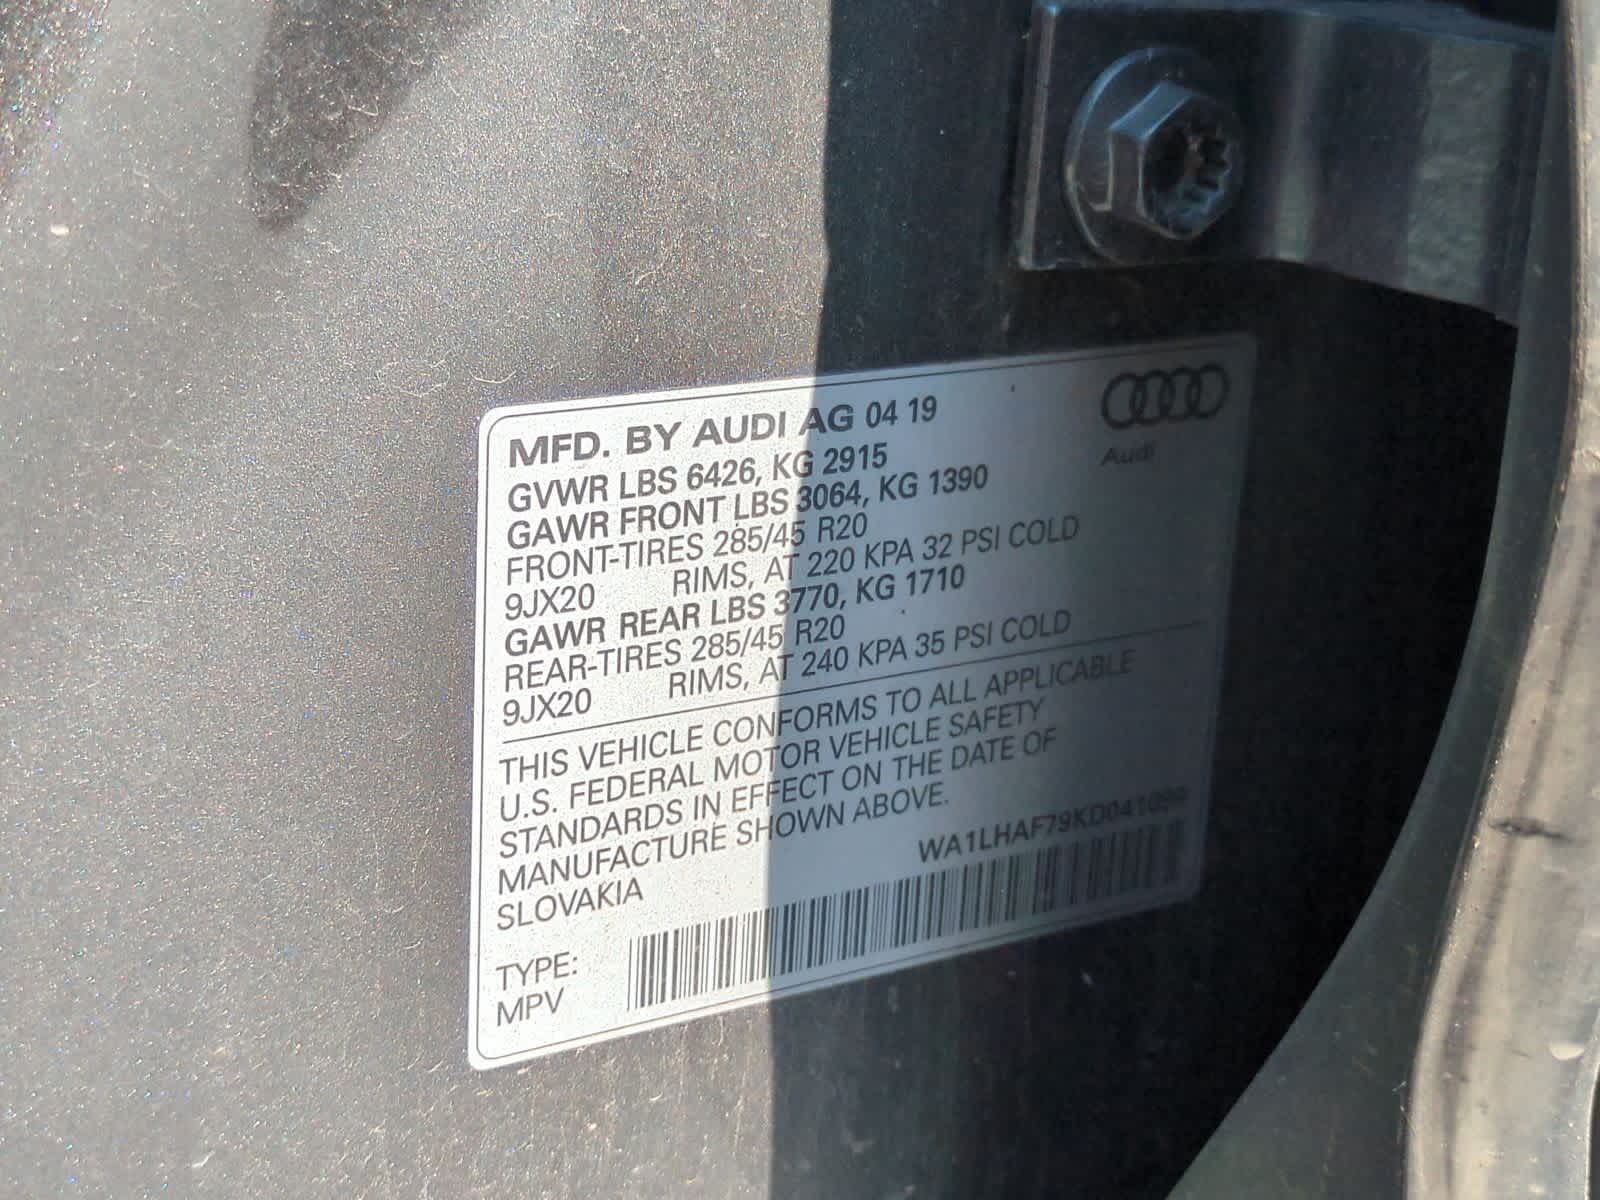 MFD. BY AUDI AG 04 19
Audi
GVWR LBS 6426, KG 2915
GAWR FRONT LBS 3064, KG 1390
FRONT-TIRES 285/45 R20
9JX20 RIMS, AT 220 KPA 32 PSI COLD
GAWR REAR LBS 3770, KG 1710
REAR-TIRES 285/45 R20
9JX20 RIMS, AT 240 KPA 35 PSI COLD
THIS VEHICLE CONFORMS TO ALL APPLICABLE
U.S. FEDERAL MOTOR VEHICLE SAFETY
STANDARDS IN EFFECT ON THE DATE OF
MANUFACTURE SHOWN ABOVE.
SLOVAKIA
TYPE:
MPV